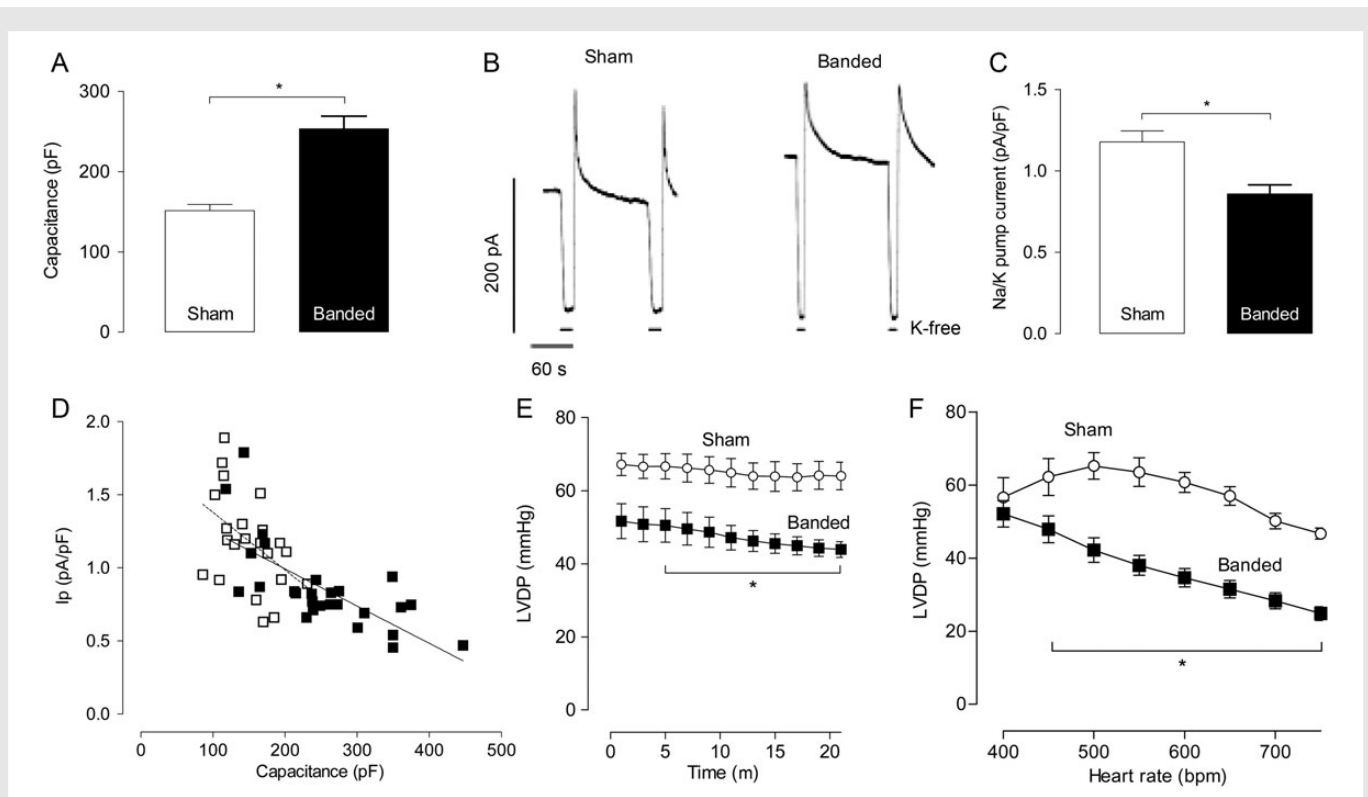 A
Capacitance (pF)
300
200
100
0
*
Sham
Banded
B
Sham
Banded
200 pA
60 s
K-free
C
Na/K pump current (pA/pF)
1.5
1.0
0.5
0.0
*
Sham
Banded
D
Ip (pA/pF)
2.0
1.5
1.0
0.5
0.0
0 100 200 300 400 500
Capacitance (pF)
E
LVDP (mmHg)
80
60
40
20
0
Sham
Banded
*
0 5 10 15 20
Time (m)
F
LVDP (mmHg)
80
60
40
20
0
Sham
Banded
*
400 500 600 700
Heart rate (bpm)